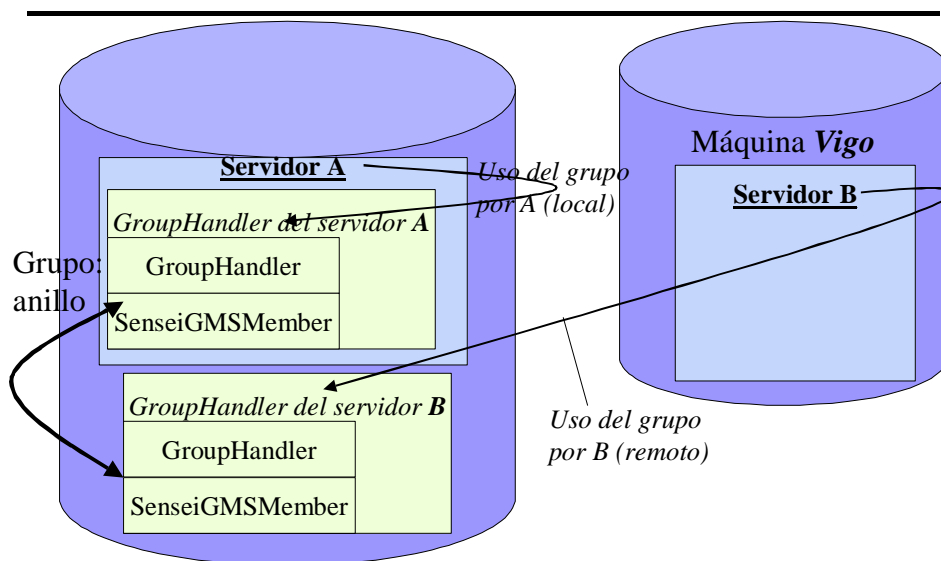 Servidor A
Uso del grupo
por A (local)
GroupHandler del servidor A
GroupHandler
SenseiGMSMember
Grupo:
anillo
GroupHandler del servidor B
GroupHandler
SenseiGMSMember
Máquina Vigo
Servidor B
Uso del grupo
por B (remoto)